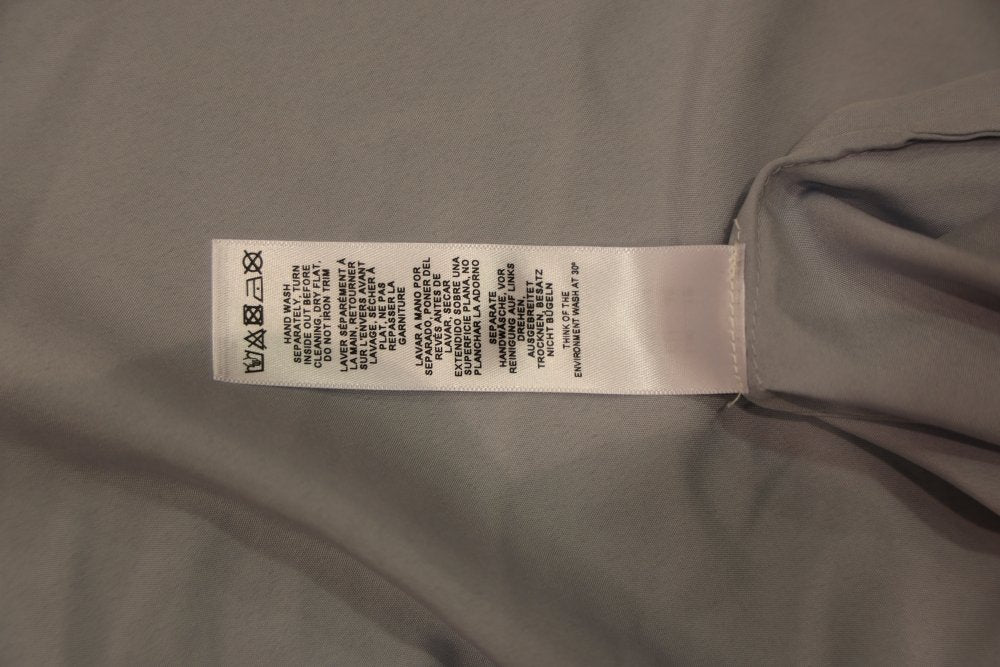 HAND WASH
SEPARATELY, TURN
INSIDE OUT BEFORE
CLEANING, DRY FLAT,
DO NOT IRON TRIM
LAVER SÉPARÉMENT À
LA MAIN, RETOURNER
SUR L'ENVERS AVANT
LAVAGE, SÉCHER À
PLAT, NE PAS
REPASSER LA
GARNITURE
LAVAR A MANO POR
SEPARADO, PONER DEL
REVÉS ANTES DE
LAVAR, SECAR
EXTENDIDO SOBRE UNA
SUPERFICIE PLANA, NO
PLANCHAR LA ADORNO
SEPARATE
HANDWÄSCHE, VOR
REINIGUNG AUF LINKS
DREHEN,
AUSGEBREITET
TROCKNEN, BESATZ
NICHT BÜGELN
THINK OF THE
ENVIRONMENT WASH AT 30°